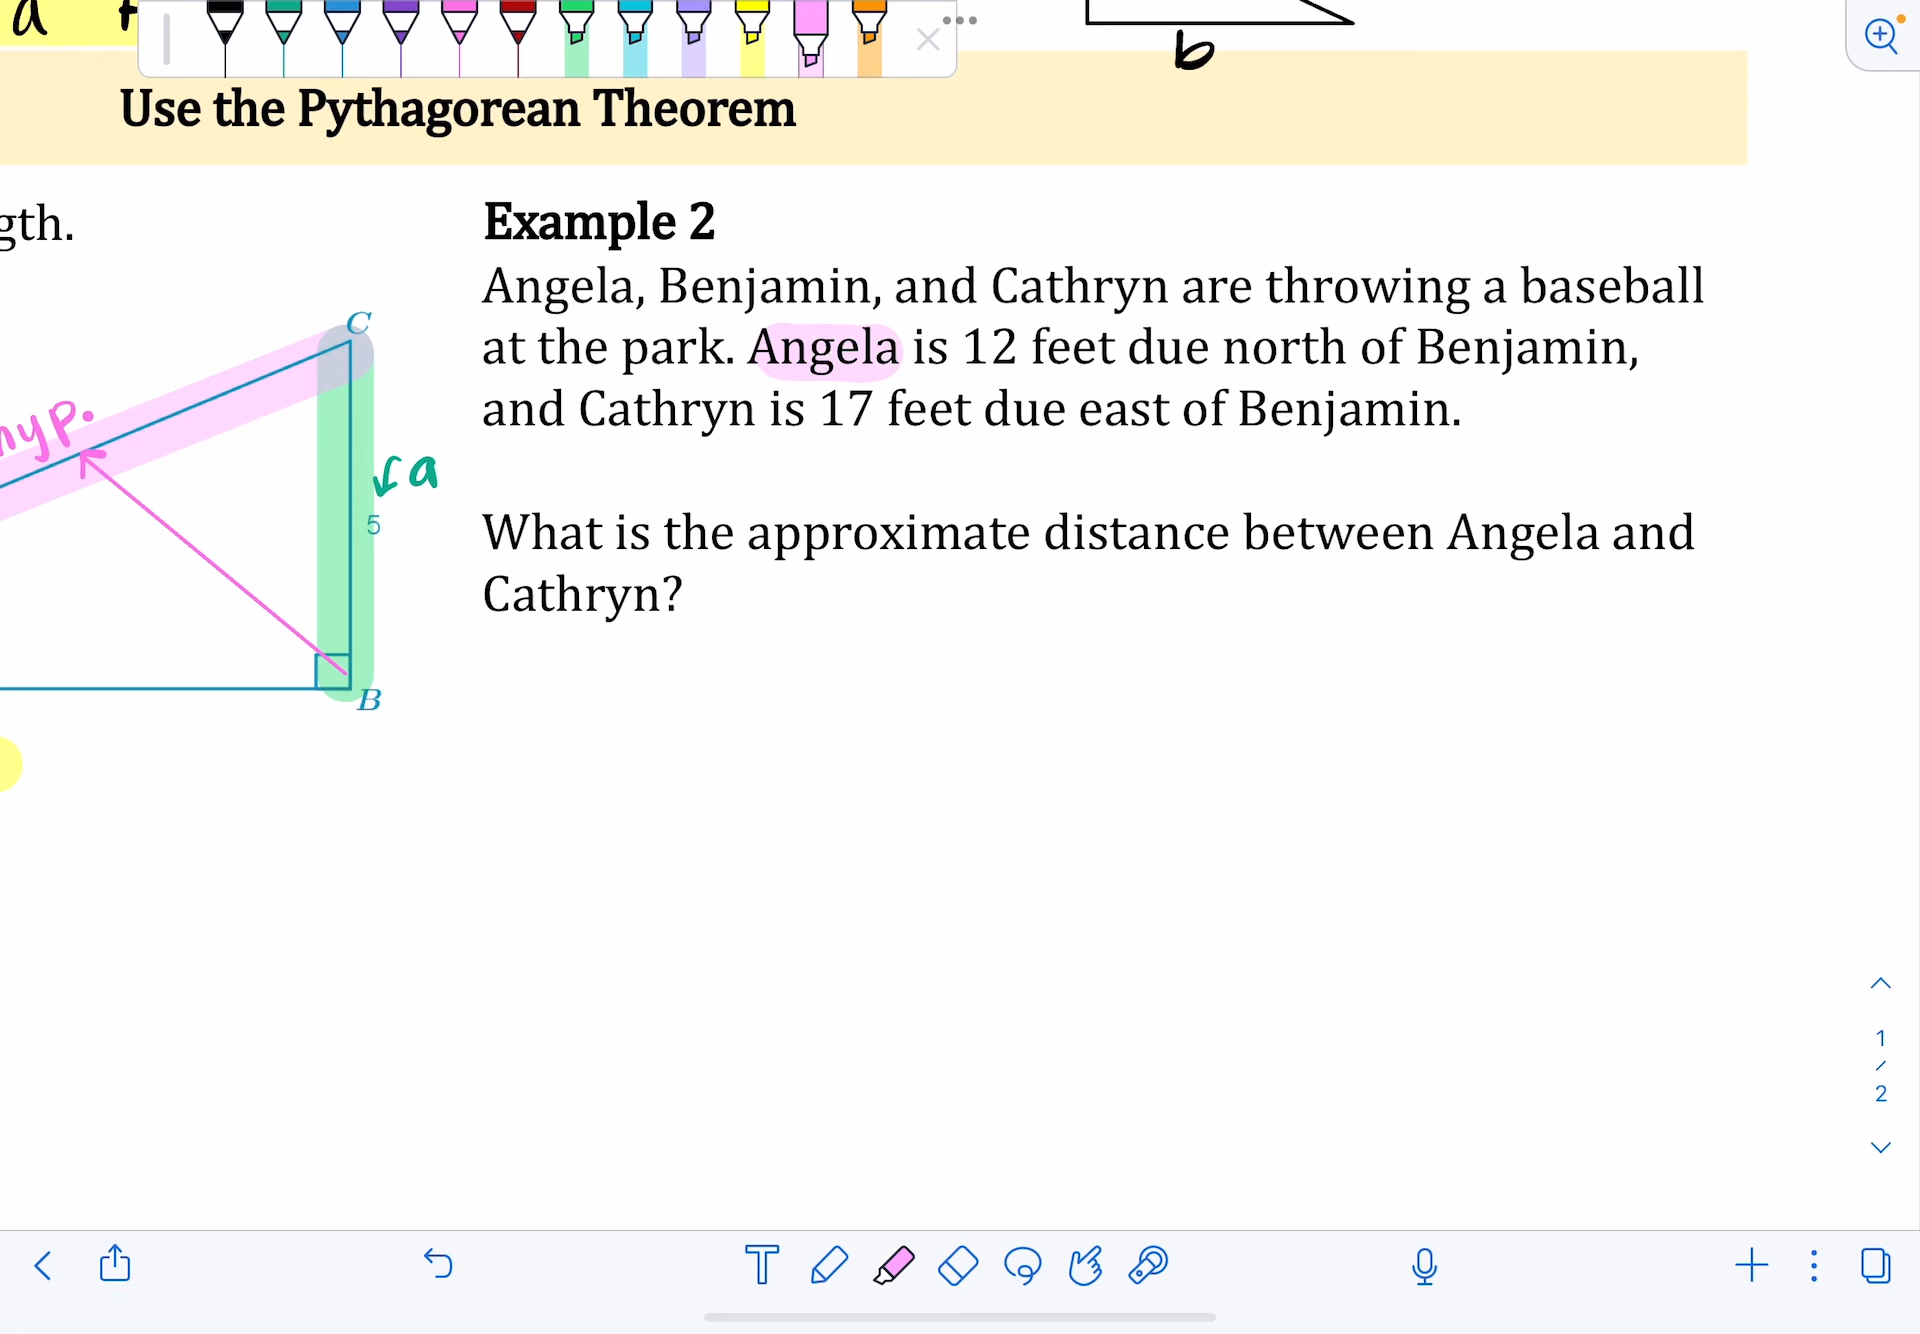 a +
b
Use the Pythagorean Theorem
gth.
C
hyp.
a
5
B
Example 2
Angela, Benjamin, and Cathryn are throwing a baseball
at the park. Angela is 12 feet due north of Benjamin,
and Cathryn is 17 feet due east of Benjamin.
What is the approximate distance between Angela and
Cathryn?
1
/
2
T